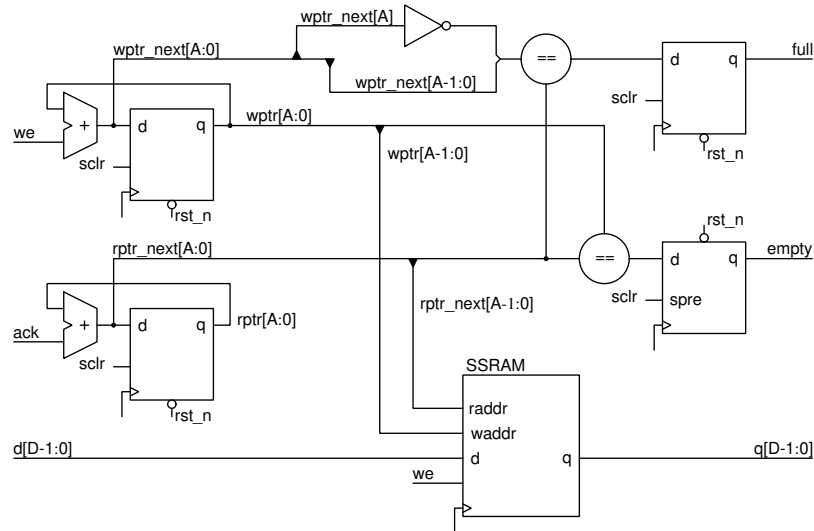 wptr_next[A]
full
wptr_next[A:0]
==
d
q
wptr_next[A-1:0]
sclr
rst_n
we
+
d
q
wptr[A:0]
sclr
rst_n
wptr[A-1:0]
rst_n
rptr_next[A:0]
==
d
q
empty
sclr
spre
rptr_next[A-1:0]
ack
+
d
q
rptr[A:0]
sclr
rst_n
SSRAM
raddr
waddr
d[D-1:0]
d
q
q[D-1:0]
we